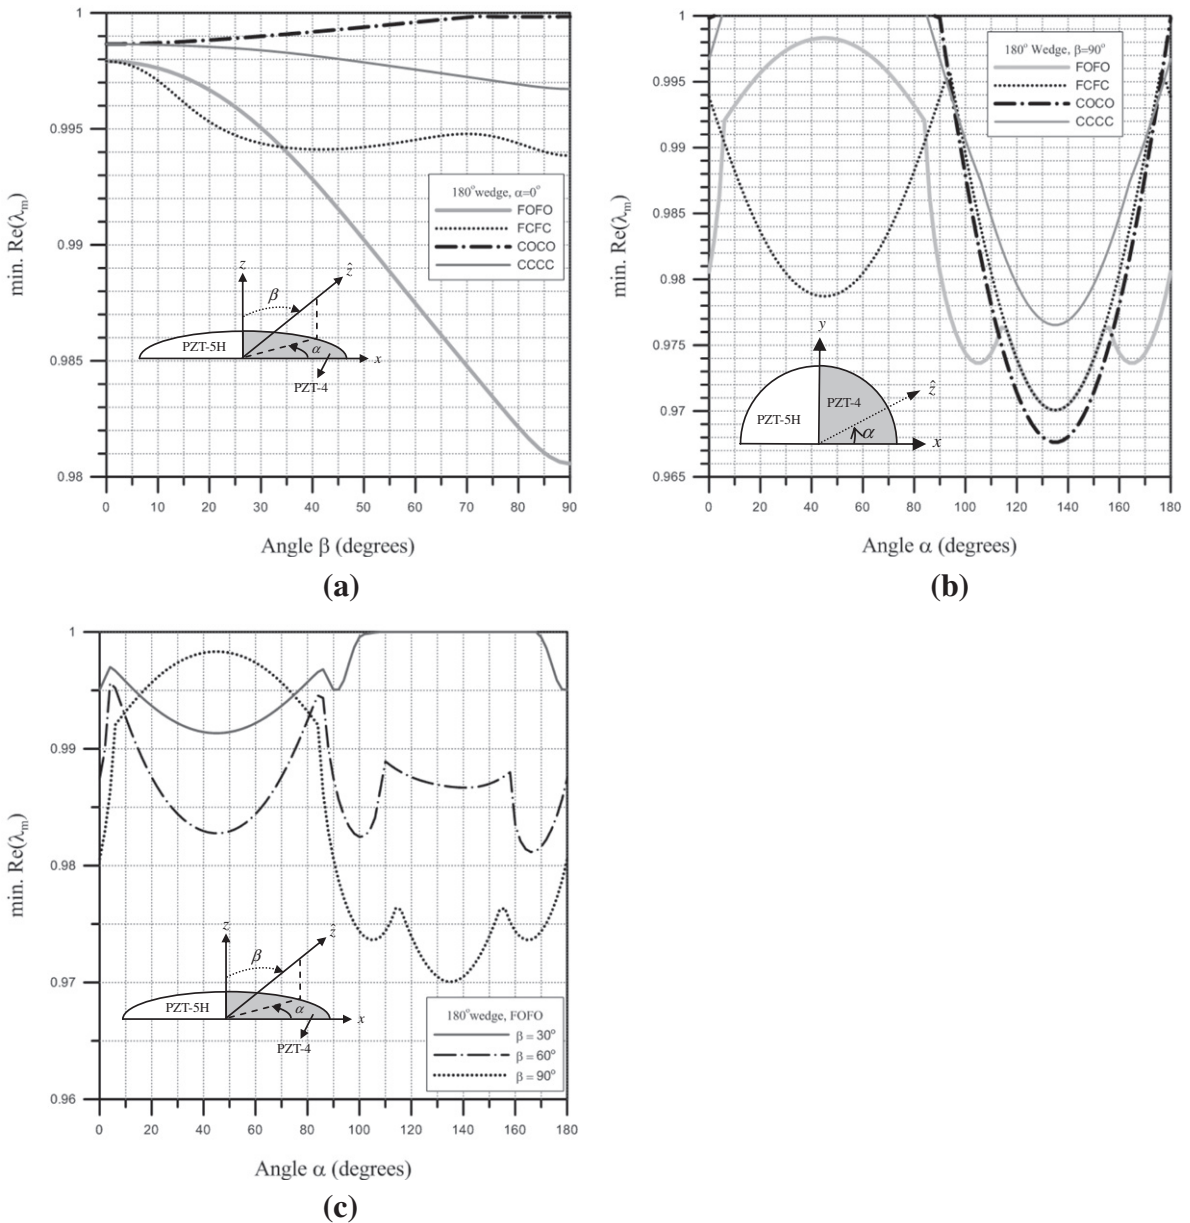 1
0.995
0.99
0.985
0.98
min. Re(λm)
0 10 20 30 40 50 60 70 80 90
Angle β (degrees)
180°wedge, α=0°
FOFO
FCFC
COCO
CCCC
z
ẑ
β
PZT-5H
α
x
PZT-4
(a)
1
0.995
0.99
0.985
0.98
0.975
0.97
0.965
min. Re(λm)
0 20 40 60 80 100 120 140 160 180
Angle α (degrees)
180° Wedge, β=90°
FOFO
FCFC
COCO
CCCC
y
PZT-4
ẑ
PZT-5H
α
x
(b)
1
0.99
0.98
0.97
0.96
min. Re(λm)
0 20 40 60 80 100 120 140 160 180
Angle α (degrees)
z
ẑ
β
PZT-5H
α
x
PZT-4
180°wedge, FOFO
β = 30°
β = 60°
β = 90°
(c)